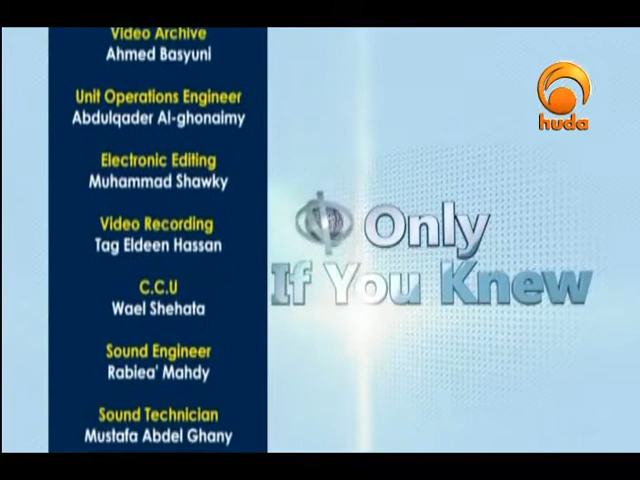 Video Archive
Ahmed Basyuni
Unit Operations Engineer
Abdulqader Al-ghonaimy
Electronic Editing
Muhammad Shawky
Video Recording
Tag Eldeen Hassan
C.C.U
Wael Shehata
Sound Engineer
Rabiea' Mahdy
Sound Technician
Mustafa Abdel Ghany
huda
Only
If You Knew